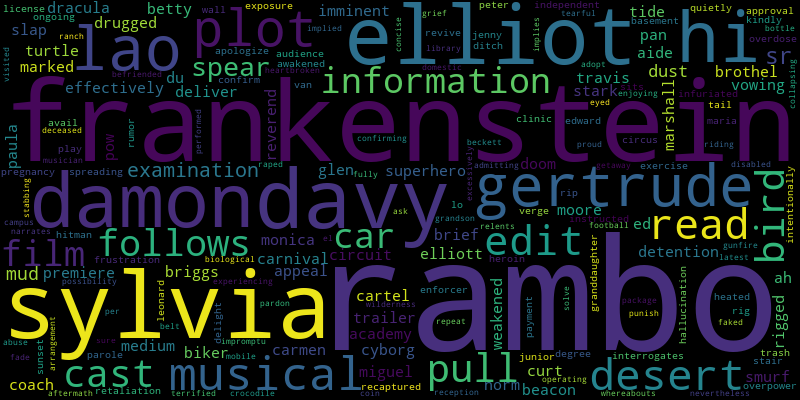 license ongoing dracula betty wall exposure peter independent tearful basement quietly approval
slap drugged plot imminent elliot concise grief implied implies tide hi kindly bottle
visited turtle lao apologize audience awakened revive jenny ditch library pan aide sr overdose
marked spear heartbroken adopt dust brothel ranch
effectively du confirm van information domestic travis vowing collapsing
deliver befriended stark sits infuriated
frankenstein reverend eyed enjoying marshall tail
avail deceased rumor performed clinic edward maria
paula play pow musician confirming beckett proud circus riding
pregnancy spreading examination raped glen fully superhero excessively admitting doom getaway exercise disabled
stabbing damondavy ask lo gertrude bird intentionally
campus grandson rip instructed
narrates hitman follows monica el car relents verge moore football ed read gunfire
film frustration biological carnival circuit elliott brief edit granddaughter detention latest
mud premiere possibility briggs experiencing appeal heroin interrogates
sylvia leonard pardon cartel wilderness enforcer weakened rambo hallucination package heated ah
per belt delight trailer repeat payment solve punish rig faked rigged
abuse sunset arrangement impromptu academy
fade parole medium biker mobile carmen cyborg junior degree trash stair
coach cast sure musical miguel pull curt operating desert smurf
aftermath retaliation terrified crocodile coin recaptured reception norm beacon whereabouts nevertheless overpower